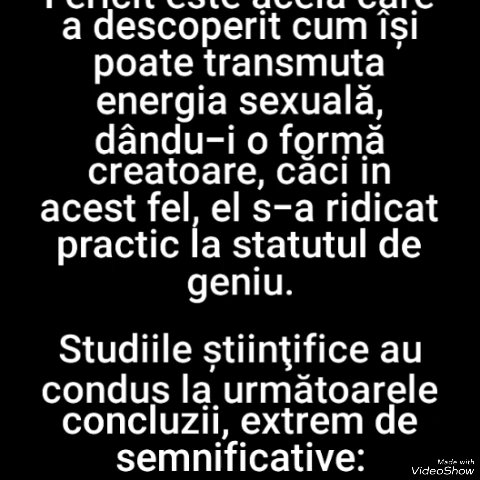 Fericit este acela care
a descoperit cum își
poate transmuta
energia sexuală,
dându-i o formă
creatoare, căci in
acest fel, el s-a ridicat
practic la statutul de
geniu.
Studiile ştiinţifice au
condus la următoarele
concluzii, extrem de
semnificative:
Made with
VideoShow